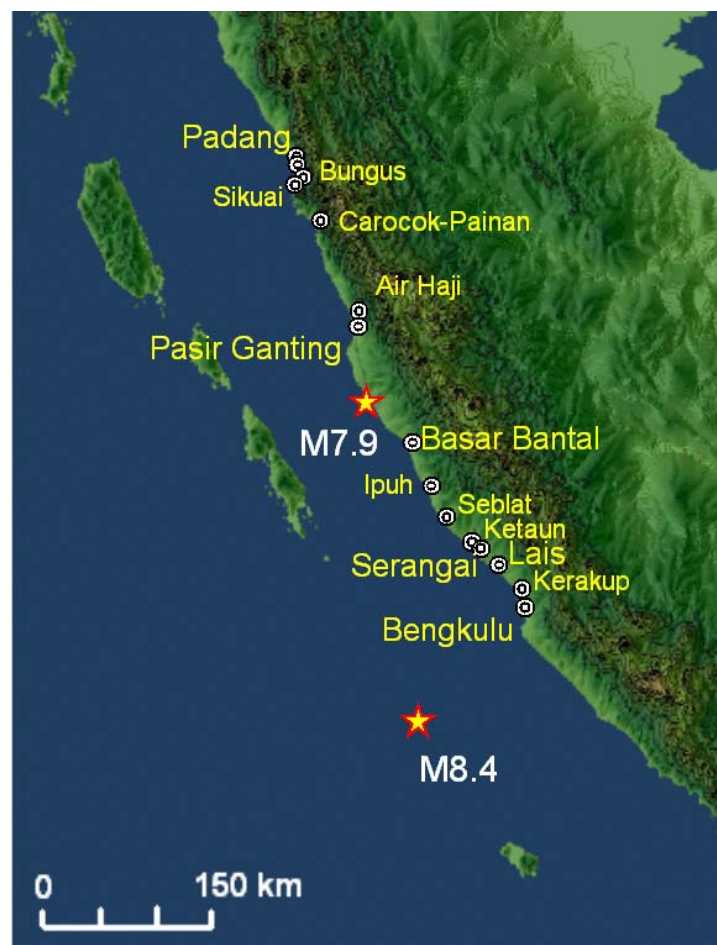 Padang
Bungus
Sikuai
Carocok-Painan
Air Haji
Pasir Ganting
M7.9
Basar Bantal
Ipuh
Seblat
Ketaun
Serangai
Lais
Kerakup
Bengkulu
M8.4
0 150 km